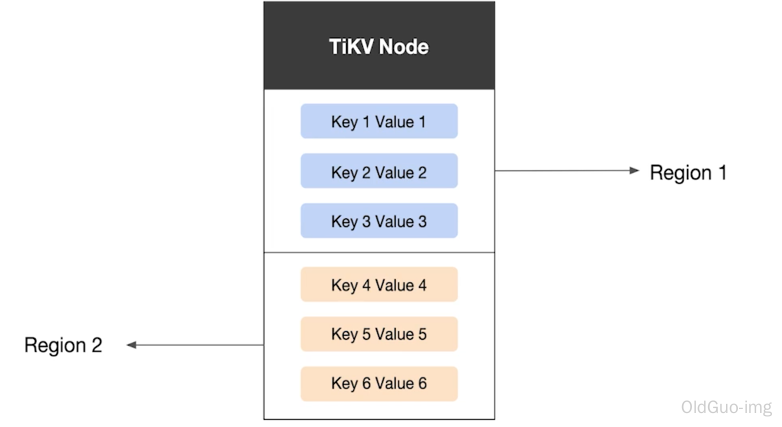 TiKV Node
Key 1 Value 1
Key 2 Value 2
Region 1
Key 3 Value 3
Key 4 Value 4
Key 5 Value 5
Region 2
Key 6 Value 6
OldGuo-img